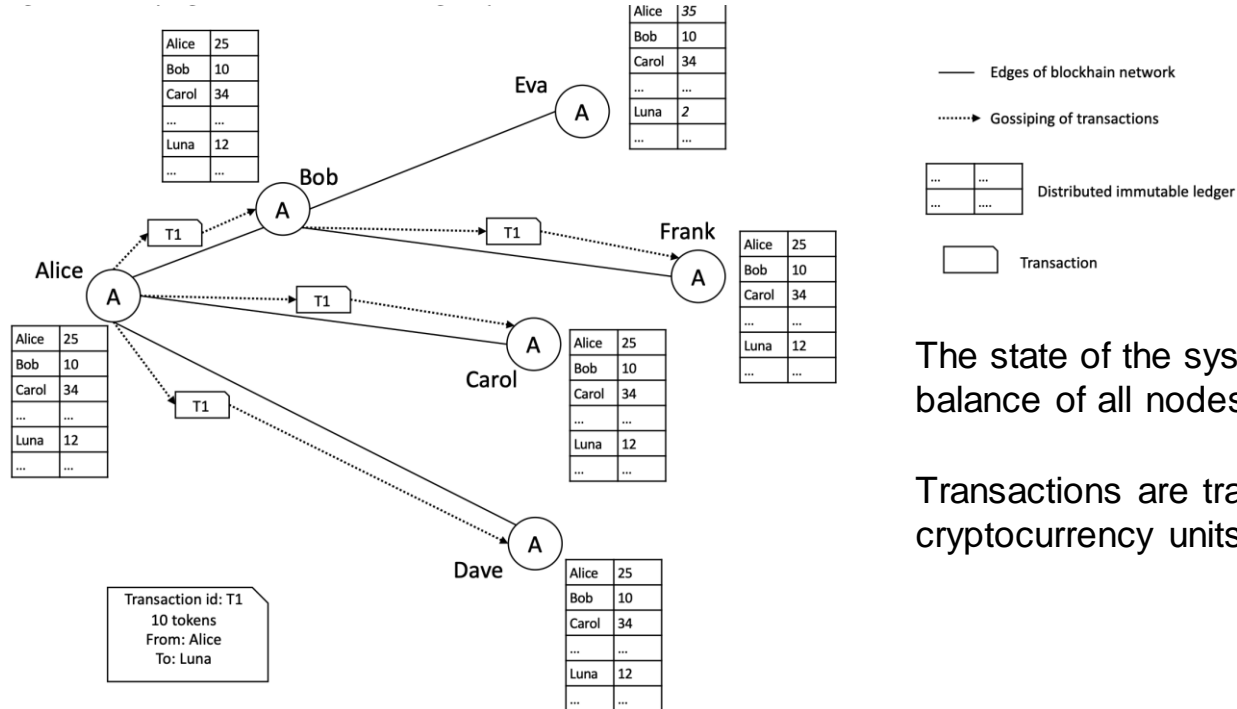 Alice 35
Bob 10
Carol 34
... ...
Luna 2
... ...
Alice 25
Bob 10
Carol 34
... ...
Luna 12
... ...
Eva
A
Edges of blockhain network
Gossiping of transactions
... ...
... ....
Distributed immutable ledger
Transaction
Bob
A
T1
T1
Frank
A
Alice 25
Bob 10
Carol 34
... ...
Luna 12
... ...
Alice
A
T1
Carol
A
Alice 25
Bob 10
Carol 34
... ...
Luna 12
... ...
Alice 25
Bob 10
Carol 34
... ...
Luna 12
... ...
T1
Dave
A
Alice 25
Bob 10
Carol 34
... ...
Luna 12
... ...
Transaction id: T1
10 tokens
From: Alice
To: Luna
The state of the sys
balance of all nodes
Transactions are tra
cryptocurrency units